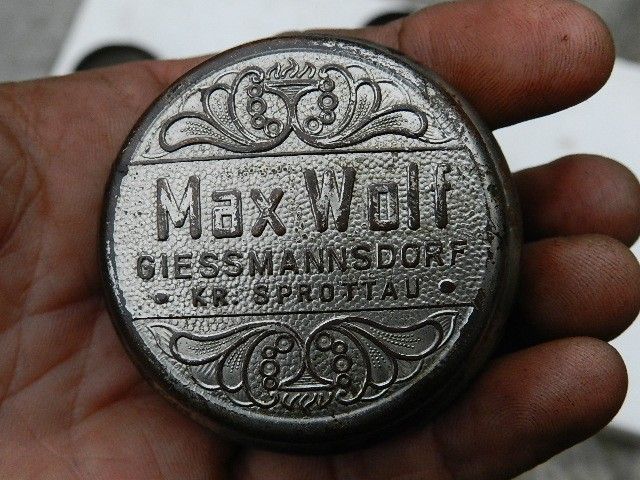 Max Wolf
GIESSMANNSDORF
• KR. SPROTTAU •